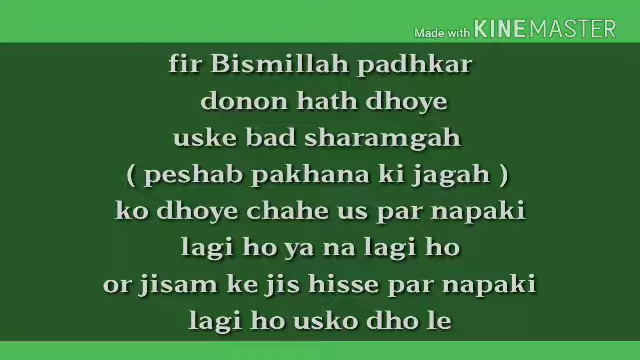 Made with KINEMASTER
fir Bismillah padhkar
donon hath dhoye
uske bad sharamgah
( peshab pakhana ki jagah )
ko dhoye chahe us par napaki
lagi ho ya na lagi ho
or jisam ke jis hisse par napaki
lagi ho usko dho le